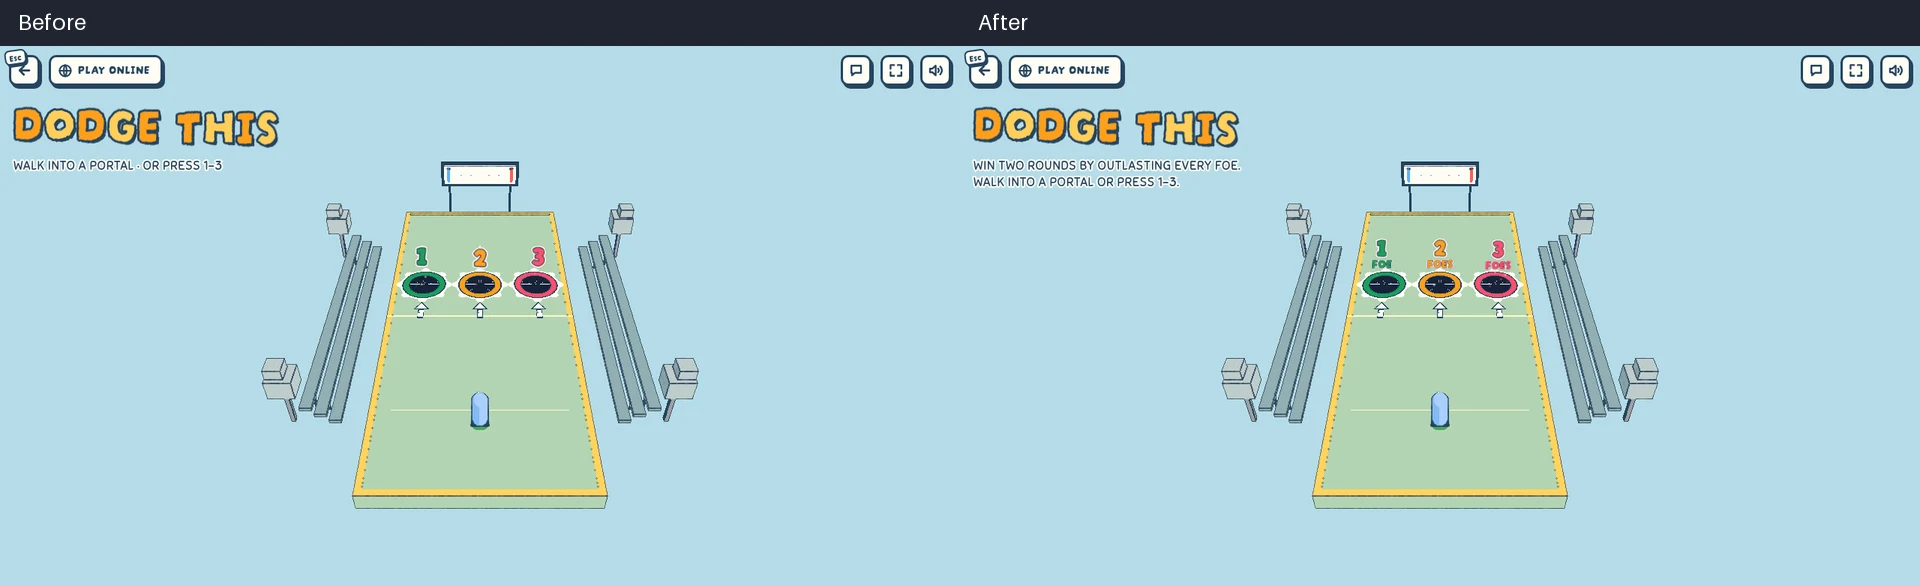 Before
After
Esc
PLAY ONLINE
DODGE THIS
WALK INTO A PORTAL · OR PRESS 1–3
1
2
3
Esc
PLAY ONLINE
DODGE THIS
WIN TWO ROUNDS BY OUTLASTING EVERY FOE.
WALK INTO A PORTAL OR PRESS 1–3.
1
2
3
FOE
FOES
FOES